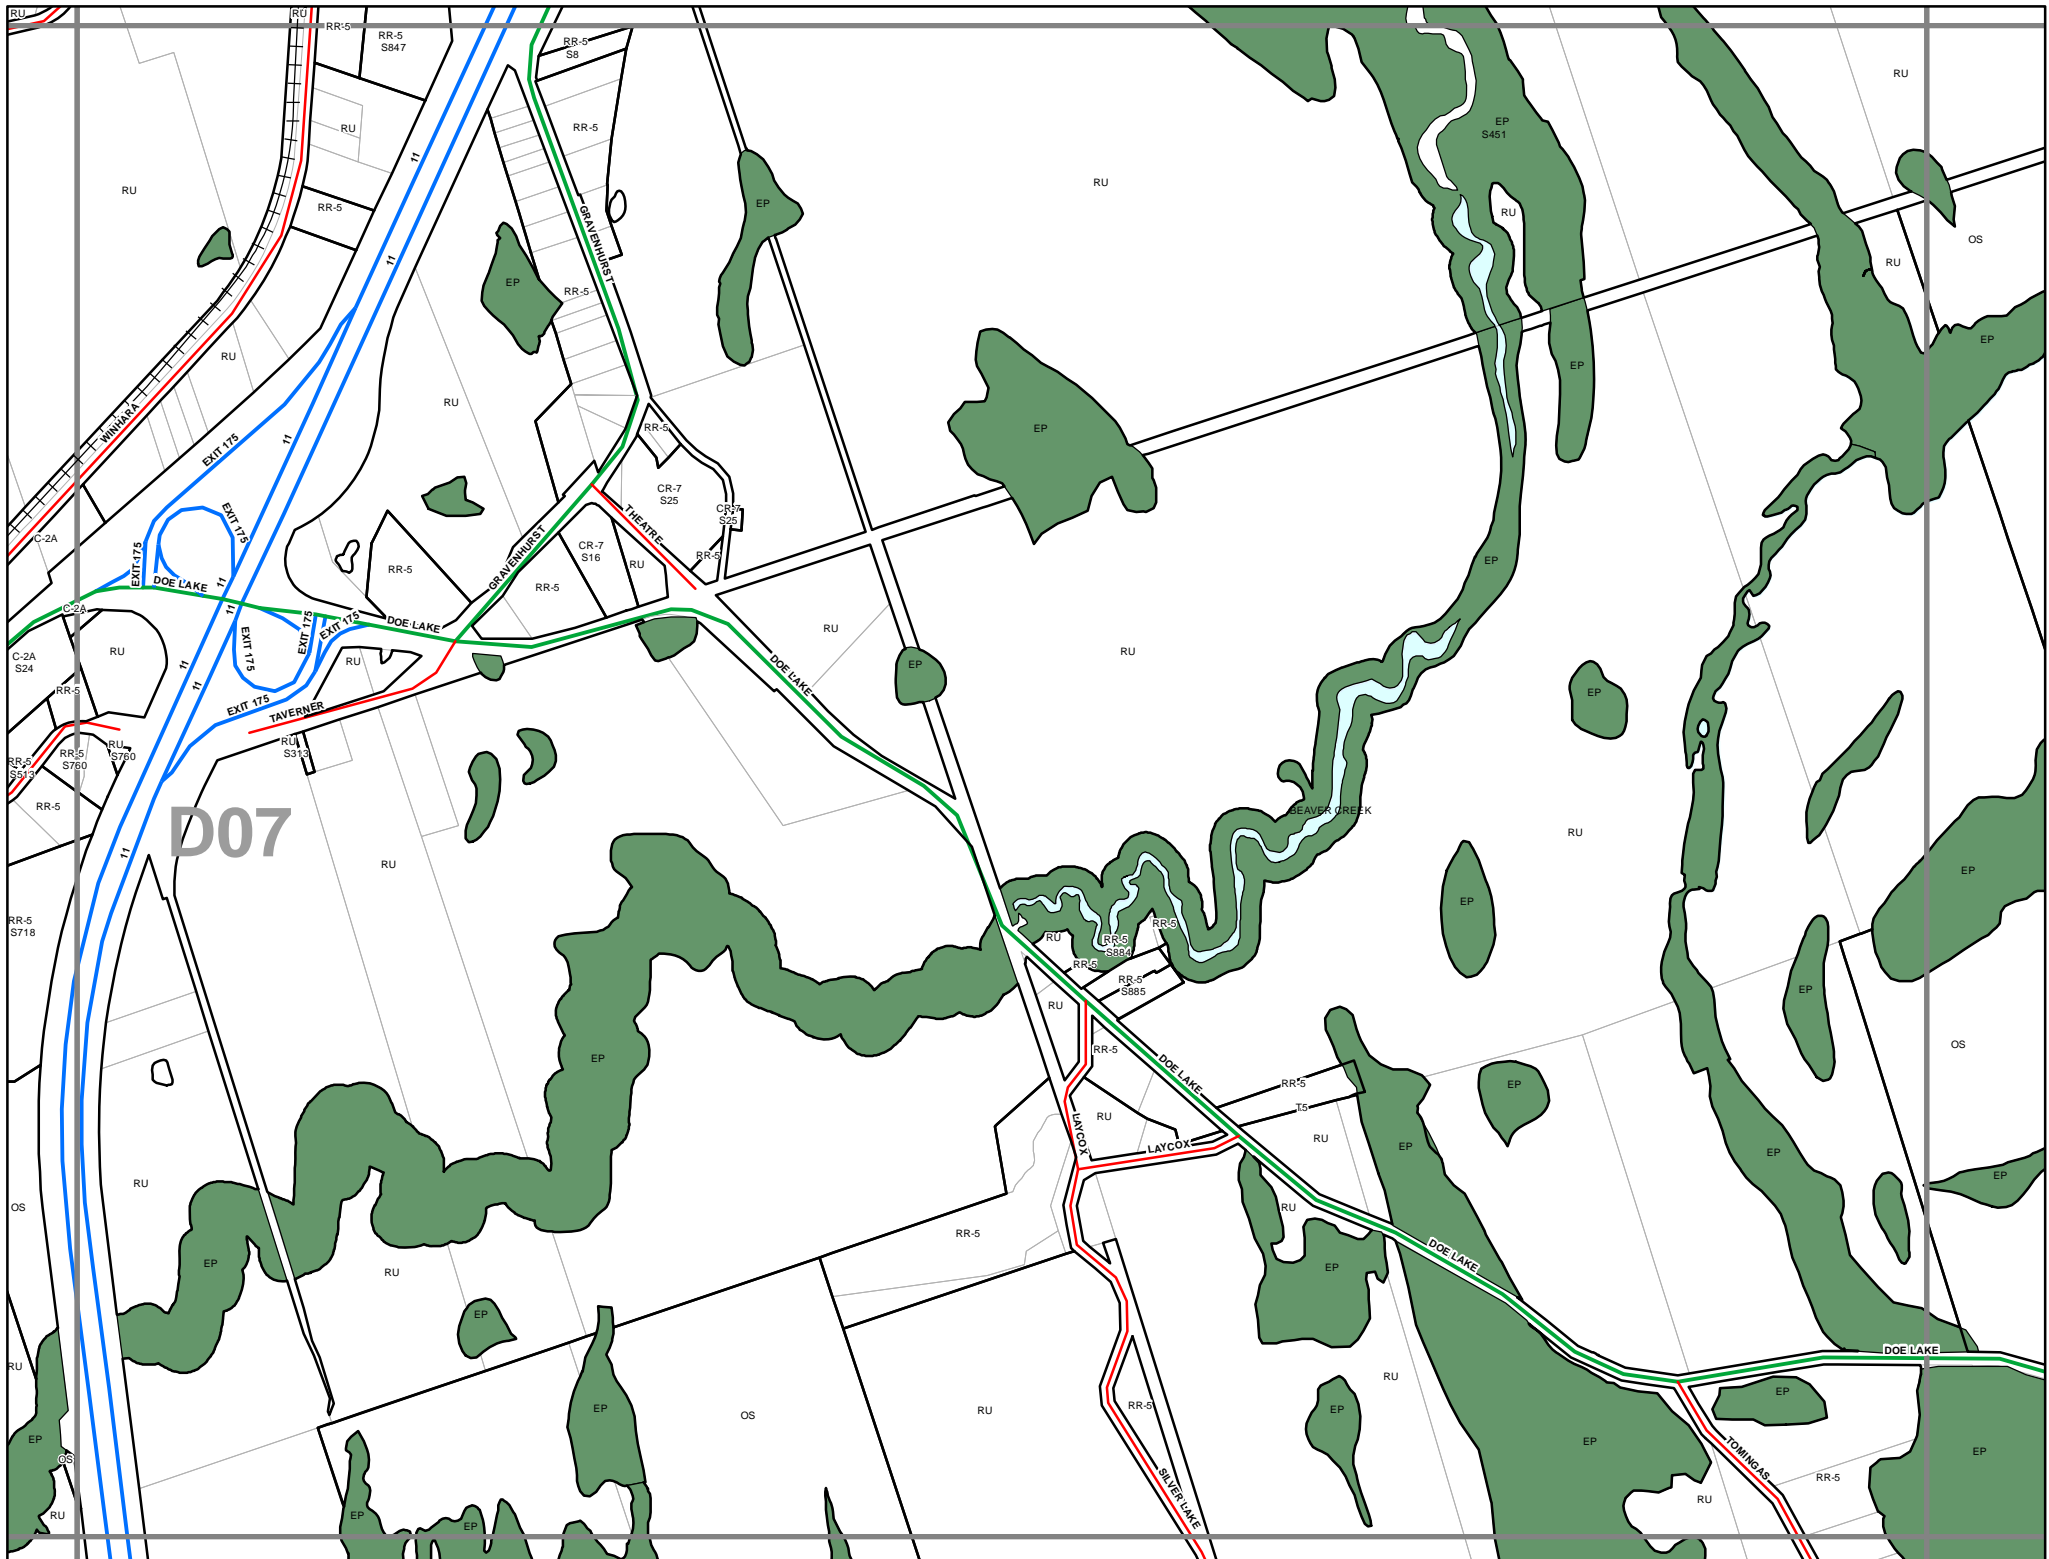 RU
RU
RR-5
RR-5
S847
RR-5
S8
RU
EP
S451
RU
RR-5
RU
RU
EP
RR-5
GRAVENHURST
RU
RU
OS
RU
11
11
EP
RR-5
EP
EP
RU
RU
EP
WINHARA
EXIT 175
11
RR-5
EP
CR-7
S25
CR-7
S25
THEATRE
C-2A
EXIT 175
EXIT 175
GRAVENHURST
CR-7
S16
RU
RR-5
RR-5
RR-5
EP
DOE LAKE
11
11
C-2A
DOE LAKE
EXIT 175
EXIT 175
EXIT 175
RU
RU
RU
C-2A
S24
RU
11
11
DOE LAKE
EP
EP
RR-5
EXIT 175
TAVERNER
RU
S313
RU
S760
RR-5
S760
RR-5
S513
RR-5
D07
11
BEAVER CREEK
RU
RU
EP
EP
RR-5
S718
RU
RR-5
S884
RR-5
RR-5
RR-5
S885
EP
RU
OS
EP
RR-5
DOE LAKE
RR-5
T5
EP
RU
LAYCOX
LAYCOX
RU
EP
EP
EP
RU
OS
RU
RR-5
EP
RU
DOE LAKE
EP
EP
DOE LAKE
RU
RU
EP
EP
OS
RU
RR-5
EP
EP
OS
EP
EP
TOMINGAS
RR-5
SILVER LAKE
RU
EP
EP
RU